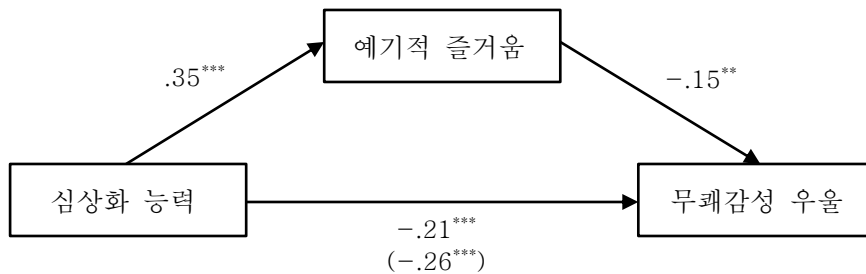 예기적 즐거움
.35***
-.15**
심상화 능력
무쾌감성 우울
-.21***
(-.26***)